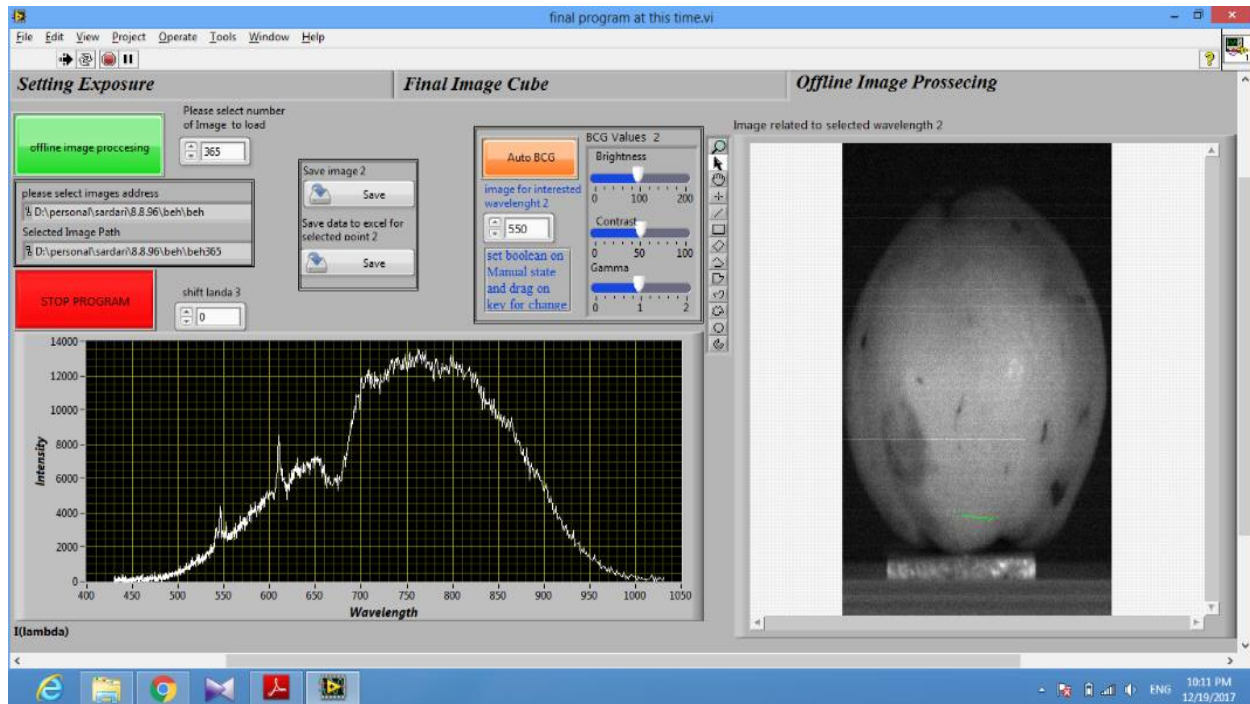 final program at this time.vi
File Edit View Project Operate Tools Window Help
Setting Exposure
Final Image Cube
Offline Image Prossecing
Please select number
of Image to load
offline image proccesing
365
please select images address
D:\personal\sardari\8.8.96\beh\beh
Selected Image Path
D:\personal\sardari\8.8.96\beh\beh365
STOP PROGRAM
shift landa 3
0
Save image 2
Save
Save data to excel for
selected point 2
Save
Auto BCG
image for interested
wavelenght 2
550
set boolean on
Manual state
and drag on
key for change
BCG Values 2
Brightness
0 100 200
Contrast
0 50 100
Gamma
0 1 2
Image related to selected wavelength 2
14000
12000
10000
8000
6000
4000
2000
0
Intensity
400 450 500 550 600 650 700 750 800 850 900 950 1000 1050
Wavelength
I(lambda)
ENG
10:11 PM
12/19/2017